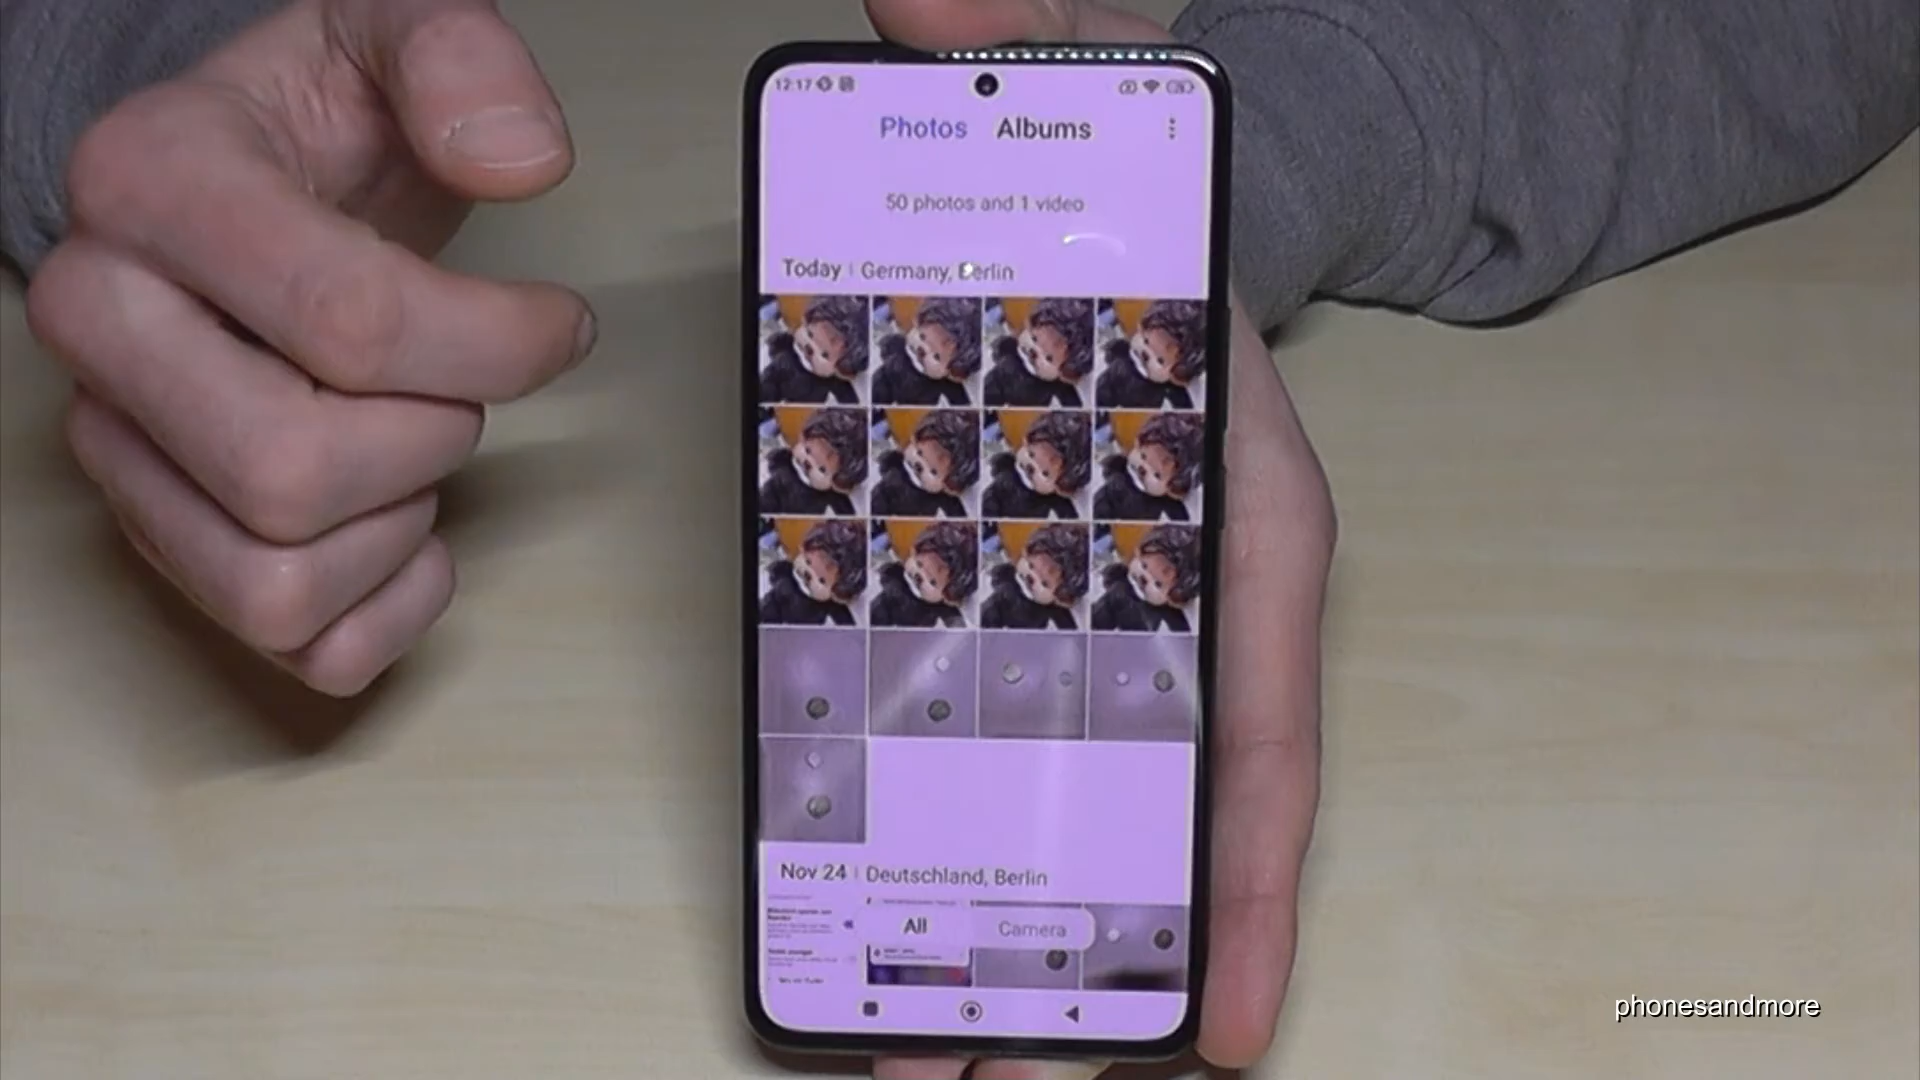 12:17
Photos Albums
50 photos and 1 video
Today | Germany, Berlin
Nov 24 | Deutschland, Berlin
All Camera
phonesandmore